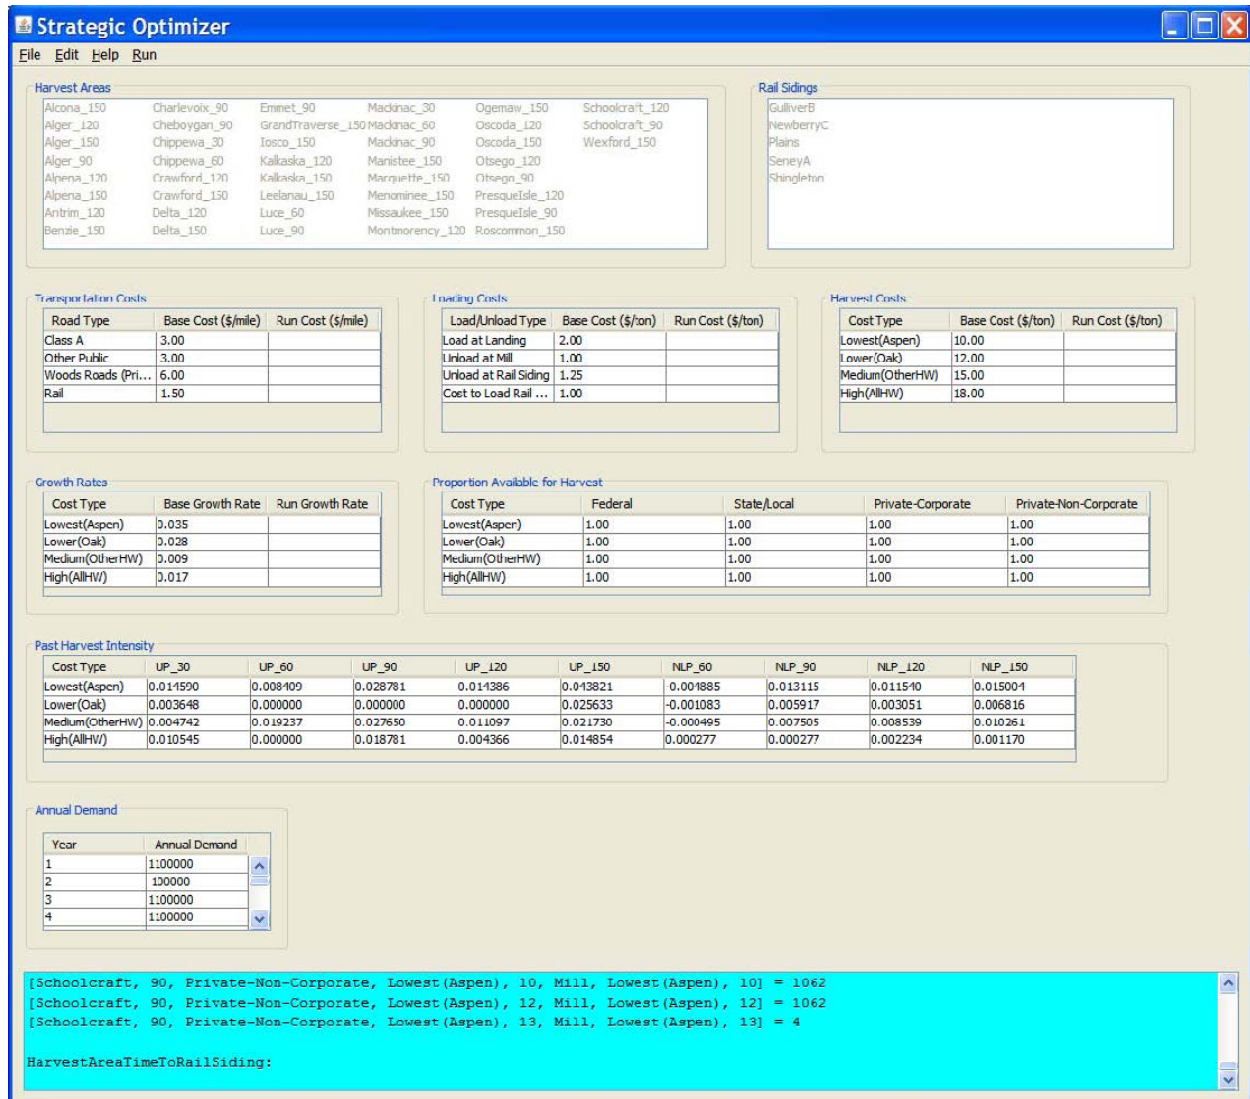 Strategic Optimizer
File Edit Help Run
Harvest Areas
Rail Sidings
Alcona_150 Charlevoix_90 Emmet_90 Mackinac_30 Ogemaw_150 Schoolcraft_120
GulliverB
Alger_120 Cheboygan_90 GrandTraverse_150 Mackinac_60 Oscoda_120 Schoolcraft_90
NewberryC
Alger_150 Chippewa_30 Iosco_150 Mackinac_90 Oscoda_150 Wexford_150
Plains
Alger_90 Chippewa_60 Kalkaska_120 Manistee_150 Otsego_120
SeneyA
Alpena_120 Crawford_120 Kalkaska_150 Marquette_150 Otsego_90
Shingleton
Alpena_150 Crawford_150 Leelanau_150 Menominee_150 PresqueIsle_120
Antrim_120 Delta_120 Luce_60 Missaukee_150 PresqueIsle_90
Benzie_150 Delta_150 Luce_90 Montmorency_120 Roscommon_150
Transportation Costs
Road Type Base Cost ($/mile) Run Cost ($/mile)
Class A 3.00
Other Public 3.00
Woods Roads (Pri... 6.00
Rail 1.50
Loading Costs
Load/Unload Type Base Cost ($/ton) Run Cost ($/ton)
Load at Landing 2.00
Unload at Mill 1.00
Unload at Rail Siding 1.25
Cost to Load Rail ... 1.00
Harvest Costs
Cost Type Base Cost ($/ton) Run Cost ($/ton)
Lowest(Aspen) 10.00
Lower(Oak) 12.00
Medium(OtherHW) 15.00
High(AllHW) 18.00
Growth Rates
Cost Type Base Growth Rate Run Growth Rate
Lowest(Aspen) 0.035
Lower(Oak) 0.028
Medium(OtherHW) 0.009
High(AllHW) 0.017
Proportion Available for Harvest
Cost Type Federal State/Local Private-Corporate Private-Non-Corporate
Lowest(Aspen) 1.00 1.00 1.00 1.00
Lower(Oak) 1.00 1.00 1.00 1.00
Medium(OtherHW) 1.00 1.00 1.00 1.00
High(AllHW) 1.00 1.00 1.00 1.00
Past Harvest Intensity
Cost Type UP_30 UP_60 UP_90 UP_120 UP_150 NLP_60 NLP_90 NLP_120 NLP_150
Lowest(Aspen) 0.014590 0.008409 0.028781 0.014386 0.043821 -0.004885 0.013115 0.011540 0.015004
Lower(Oak) 0.003648 0.000000 0.000000 0.000000 0.025633 -0.001083 0.005917 0.003051 0.006816
Medium(OtherHW) 0.004742 0.019237 0.027650 0.011097 0.021730 -0.000495 0.007505 0.008539 0.010261
High(AllHW) 0.010545 0.000000 0.018781 0.004366 0.014854 0.000277 0.000277 0.002234 0.001170
Annual Demand
Year Annual Demand
1 1100000
2
3 1100000
4 1100000
[Schoolcraft, 90, Private-Non-Corporate, Lowest(Aspen), 10, Mill, Lowest(Aspen), 10] = 1062
[Schoolcraft, 90, Private-Non-Corporate, Lowest(Aspen), 12, Mill, Lowest(Aspen), 12] = 1062
[Schoolcraft, 90, Private-Non-Corporate, Lowest(Aspen), 13, Mill, Lowest(Aspen), 13] = 4
HarvestAreaTimeToRailSiding: